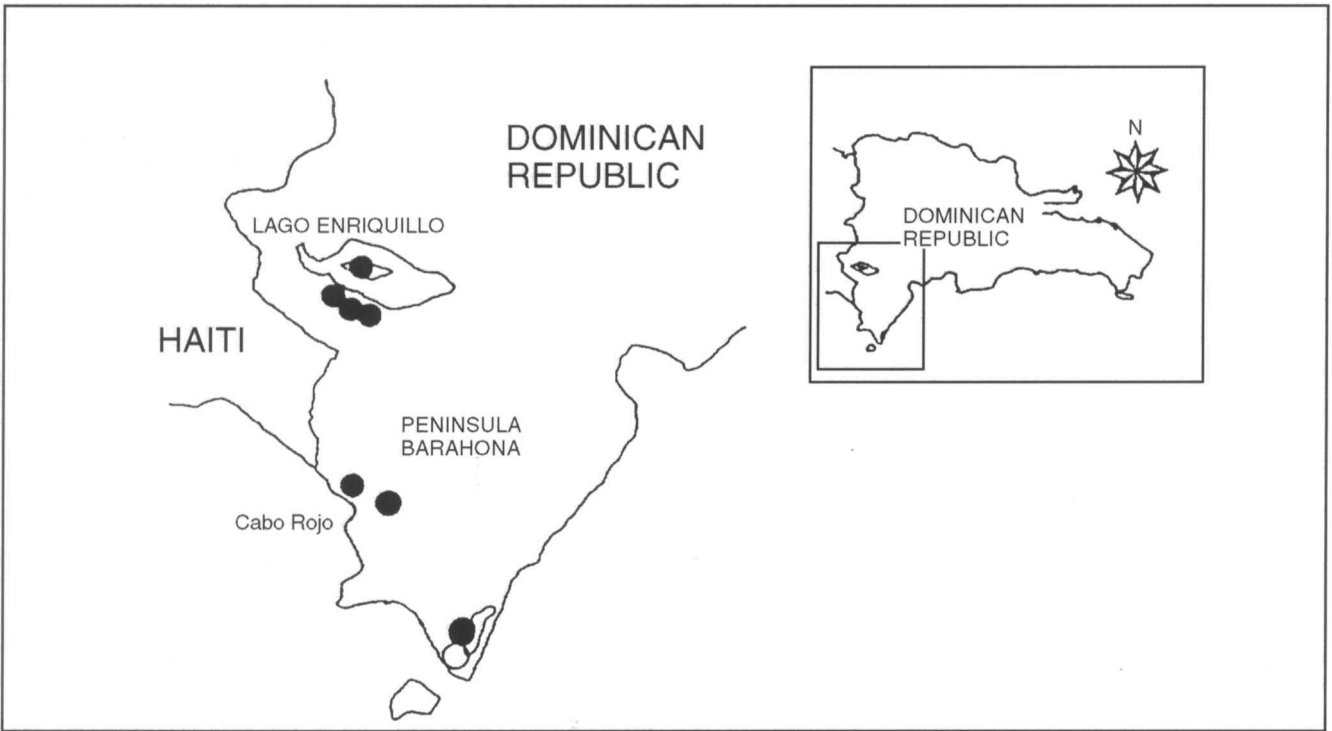 DOMINICAN
REPUBLIC
LAGO ENRIQUILLO
HAITI
PENINSULA
BARAHONA
Cabo Rojo
N
DOMINICAN
REPUBLIC